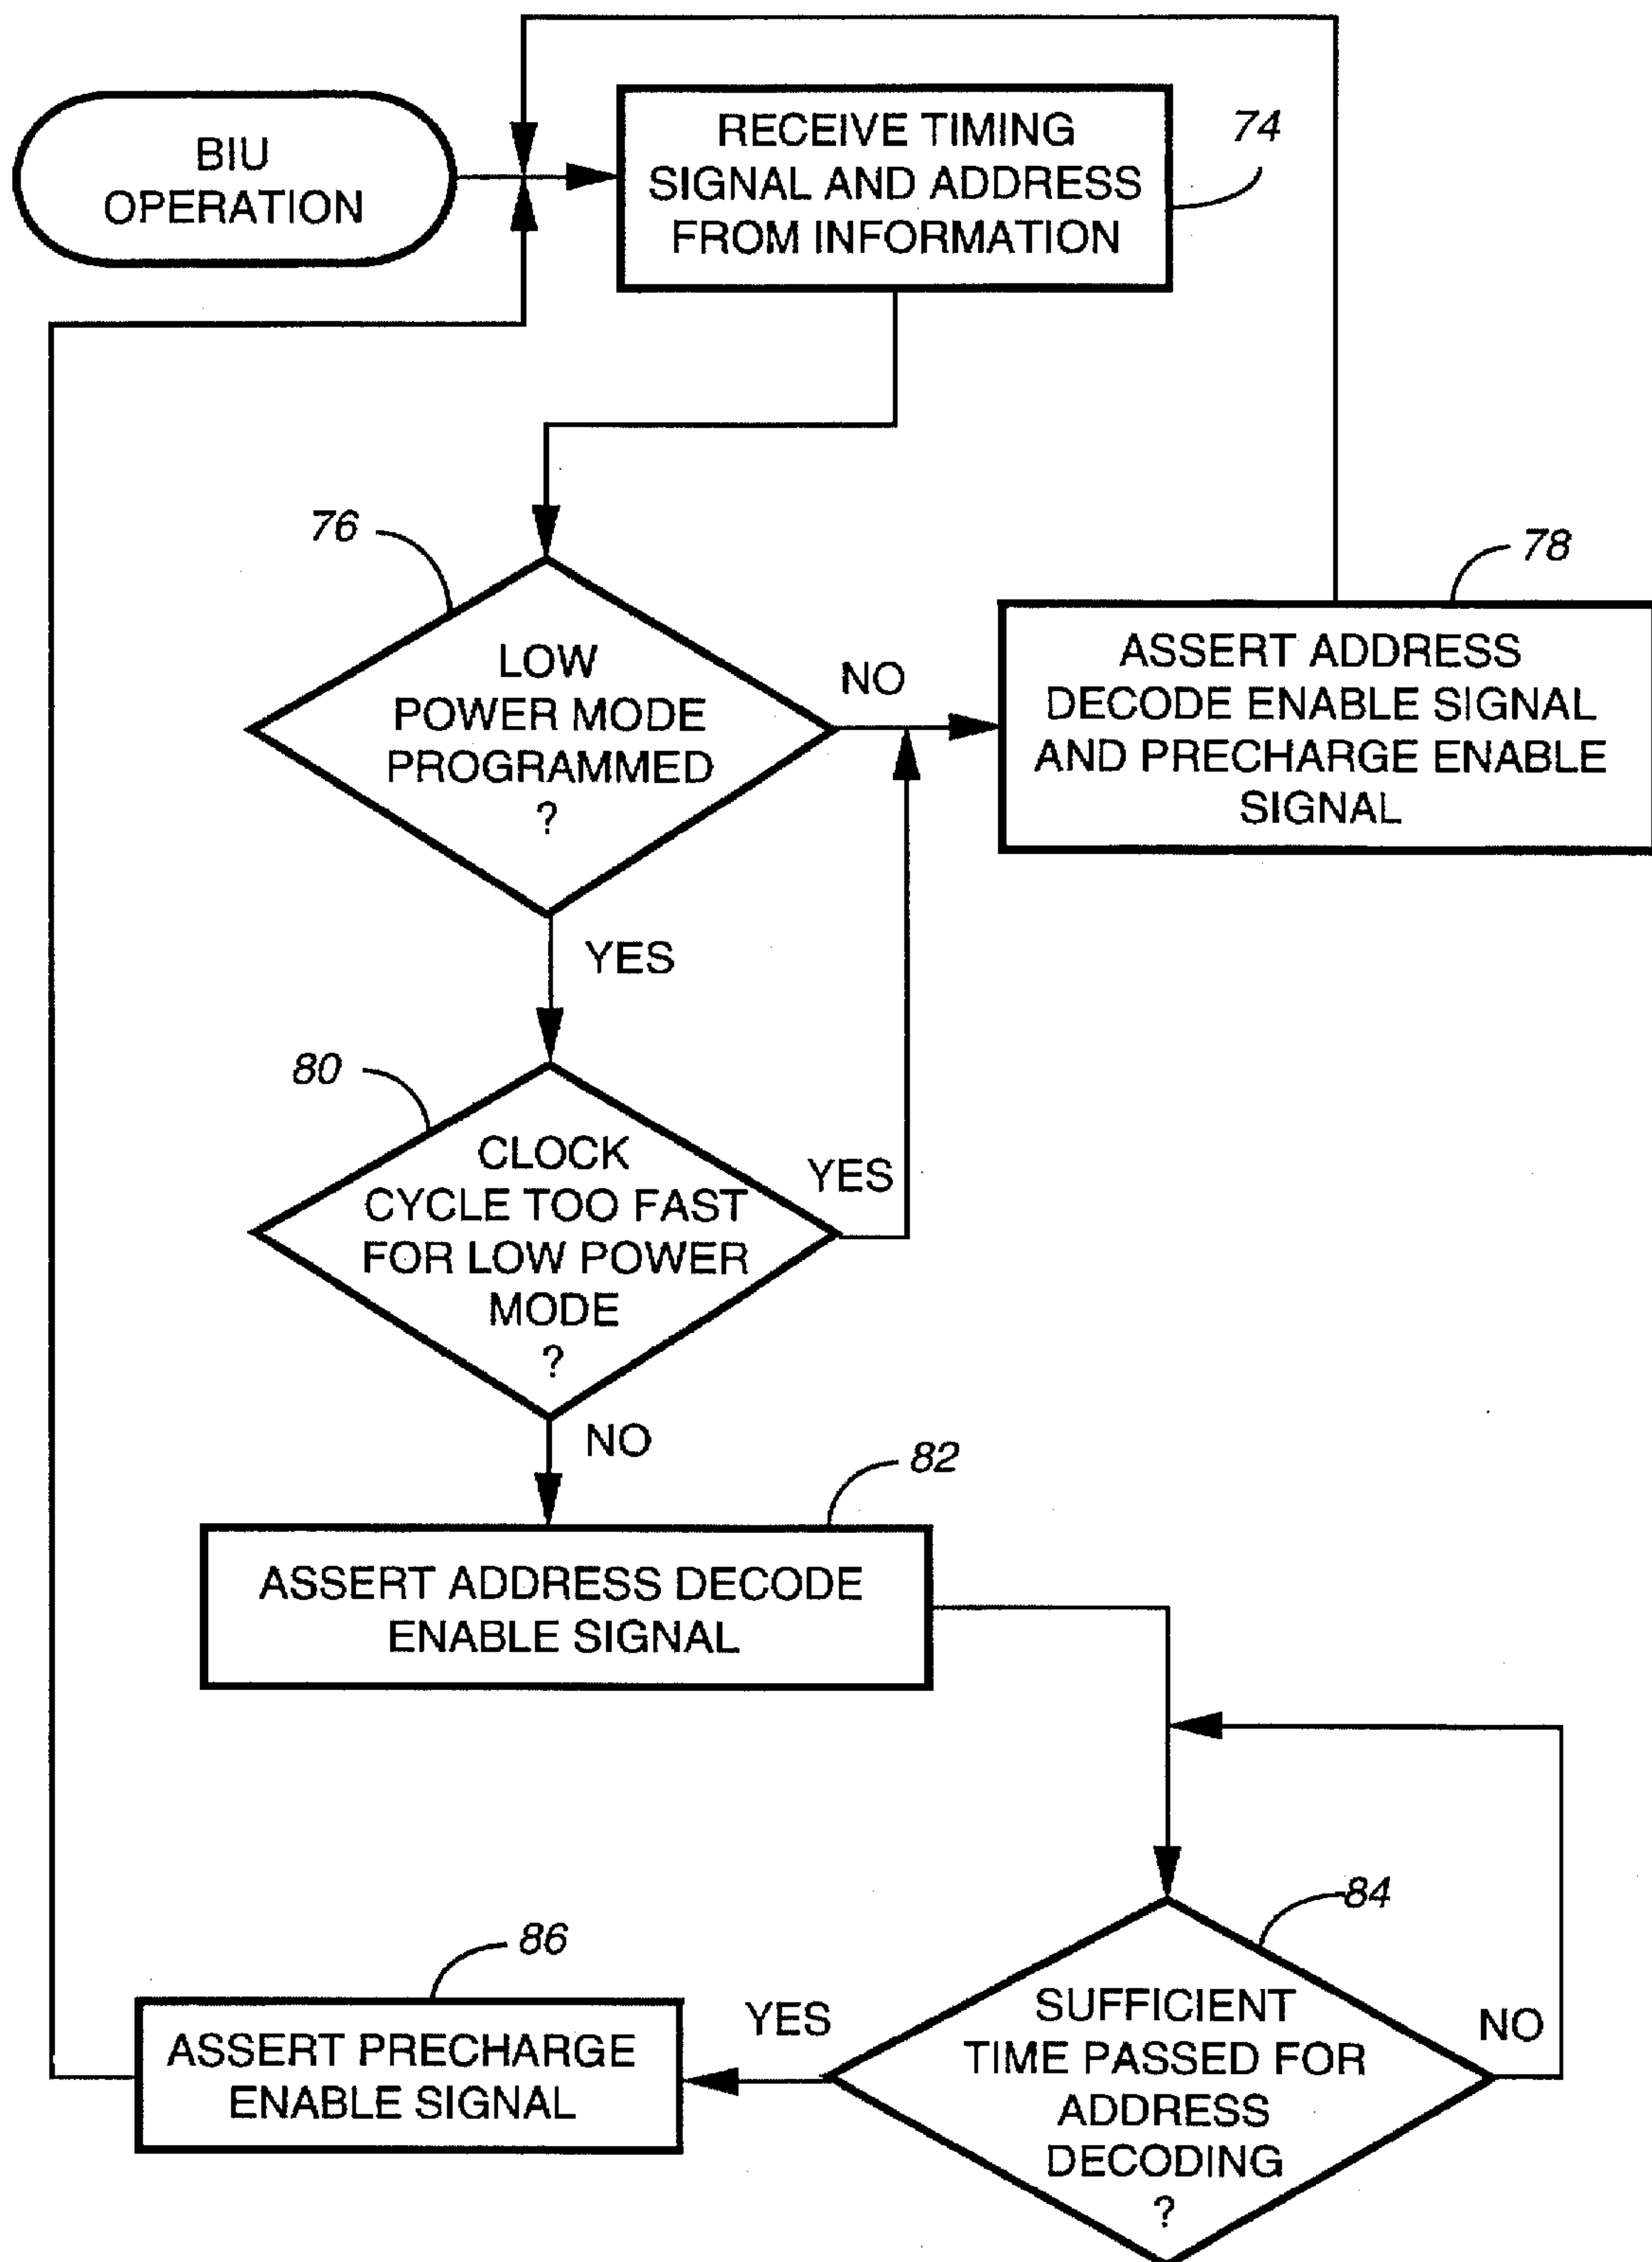 BIU
OPERATION
RECEIVE TIMING
SIGNAL AND ADDRESS
FROM INFORMATION
74
76
LOW
POWER MODE
PROGRAMMED
?
NO
78
ASSERT ADDRESS
DECODE ENABLE SIGNAL
AND PRECHARGE ENABLE
SIGNAL
YES
80
CLOCK
CYCLE TOO FAST
FOR LOW POWER
MODE
?
YES
NO
82
ASSERT ADDRESS DECODE
ENABLE SIGNAL
84
SUFFICIENT
TIME PASSED FOR
ADDRESS
DECODING
?
NO
YES
86
ASSERT PRECHARGE
ENABLE SIGNAL